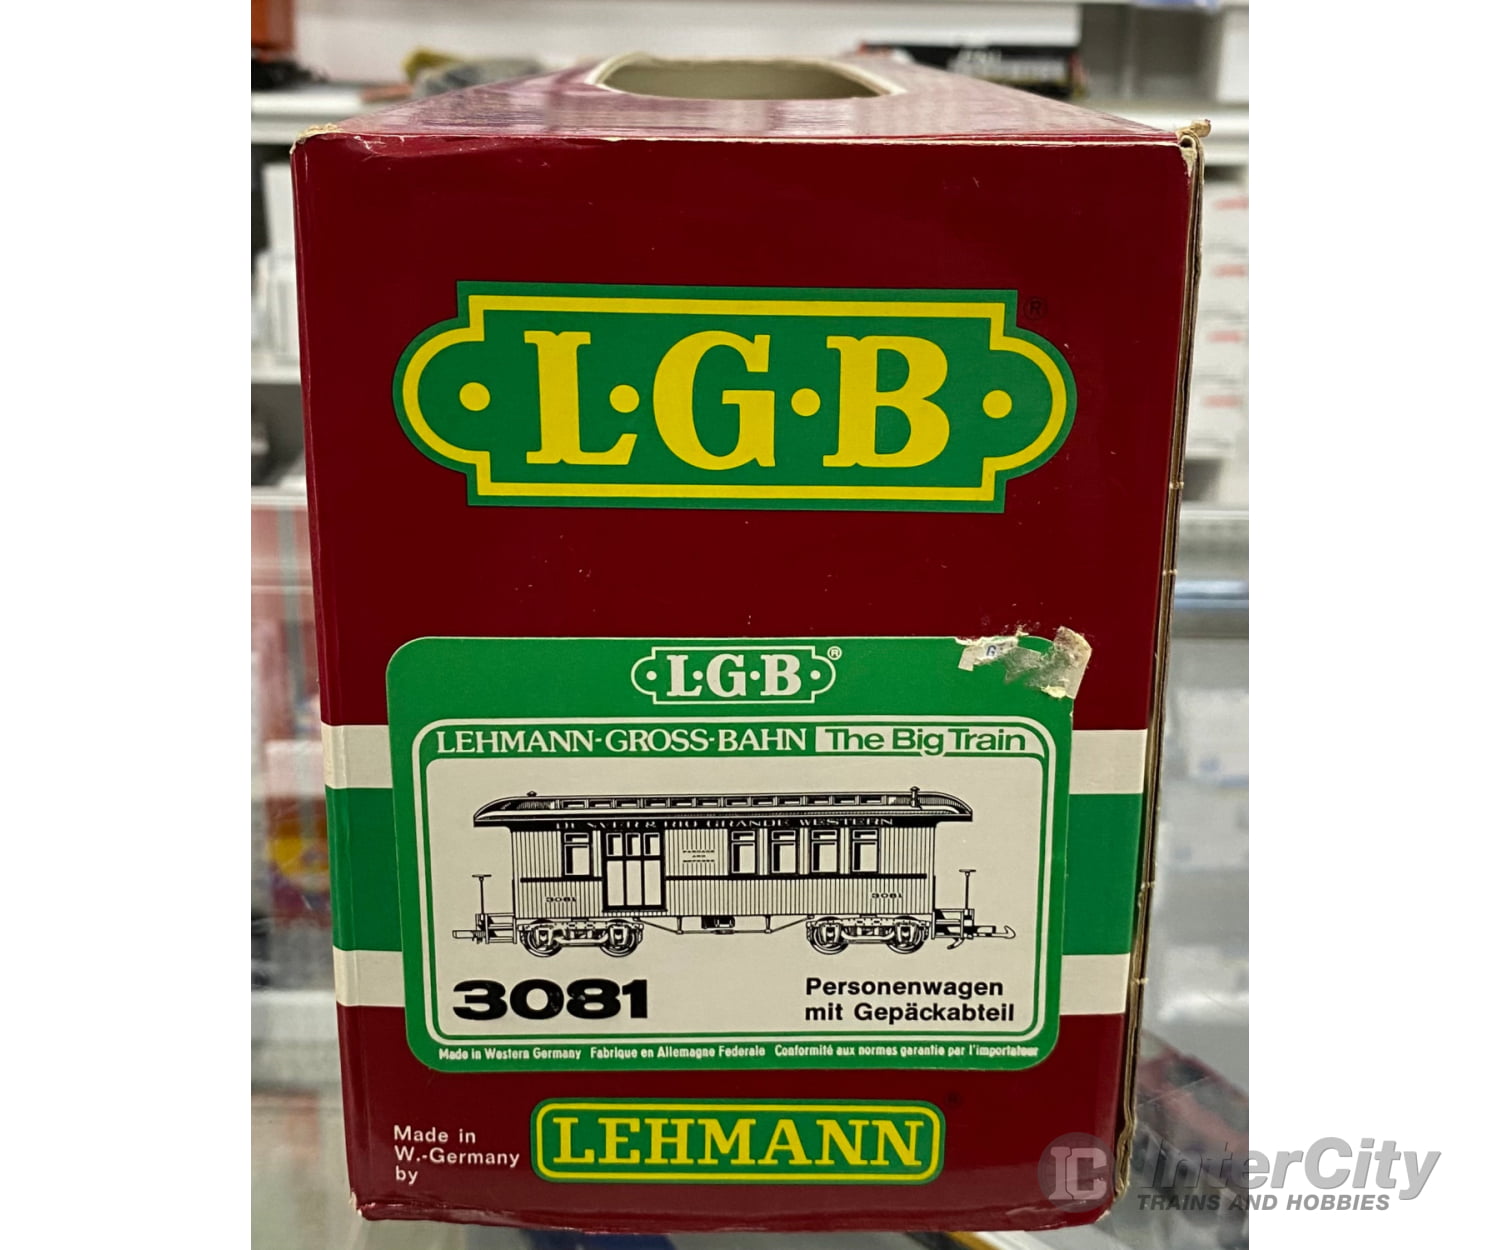 L·G·B
®
G
L·G·B®
LEHMANN-GROSS-BAHN The Big Train
DENVER & RIO GRANDE WESTERN
3081
3081
3081
Personenwagen
mit Gepäckabteil
Made in Western Germany Fabrique en Allemagne Federale Conformité aux normes garantie par l'importateur
Made in
W.-Germany
by
LEHMANN
®
IC InterCity
TRAINS AND HOBBIES